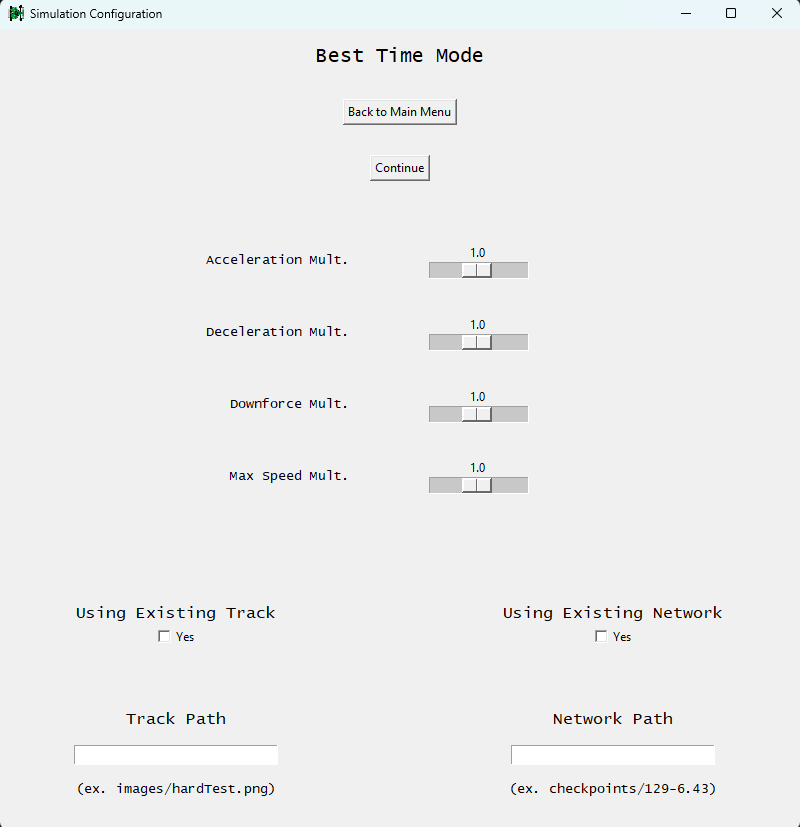 Simulation Configuration
Best Time Mode
Back to Main Menu
Continue
1.0
Acceleration Mult.
1.0
Deceleration Mult.
1.0
Downforce Mult.
1.0
Max Speed Mult.
Using Existing Track
Yes
Using Existing Network
Yes
Track Path
(ex. images/hardTest.png)
Network Path
(ex. checkpoints/129-6.43)